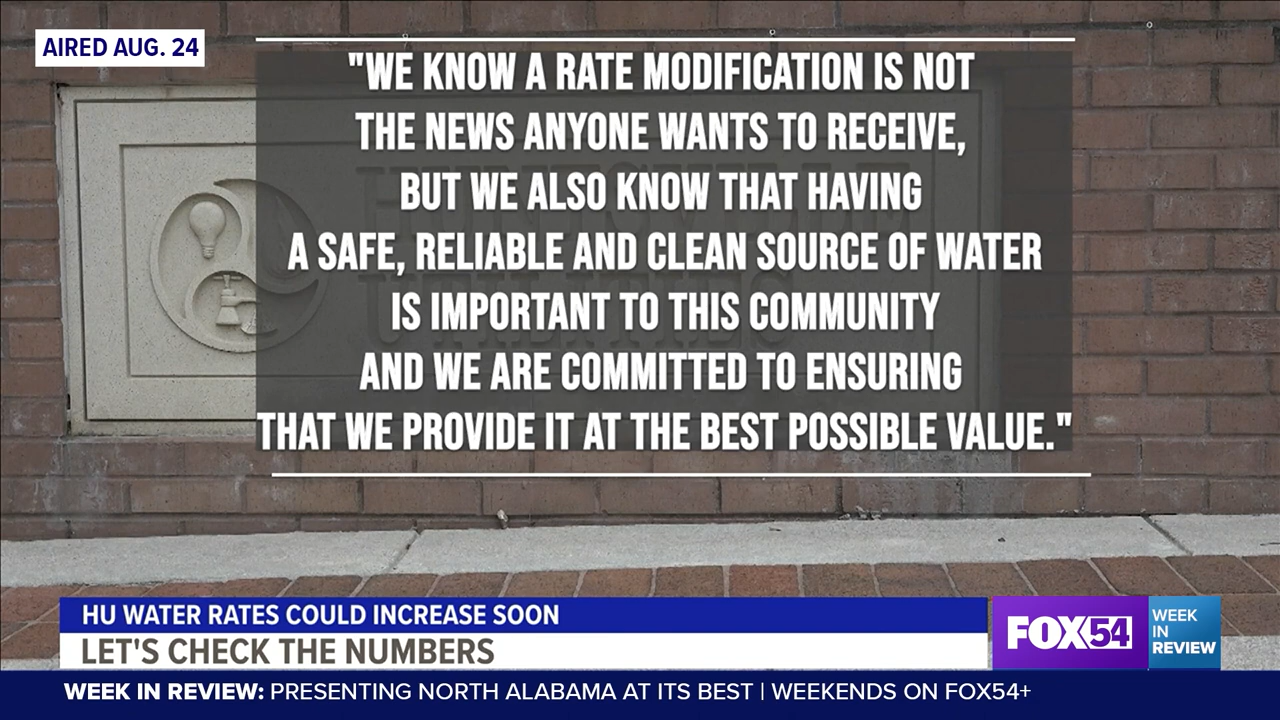 AIRED AUG. 24
"WE KNOW A RATE MODIFICATION IS NOT
THE NEWS ANYONE WANTS TO RECEIVE,
BUT WE ALSO KNOW THAT HAVING
A SAFE, RELIABLE AND CLEAN SOURCE OF WATER
IS IMPORTANT TO THIS COMMUNITY
AND WE ARE COMMITTED TO ENSURING
THAT WE PROVIDE IT AT THE BEST POSSIBLE VALUE."
HU WATER RATES COULD INCREASE SOON
LET'S CHECK THE NUMBERS
FOX54
WEEK
IN
REVIEW
WEEK IN REVIEW: PRESENTING NORTH ALABAMA AT ITS BEST | WEEKENDS ON FOX54+